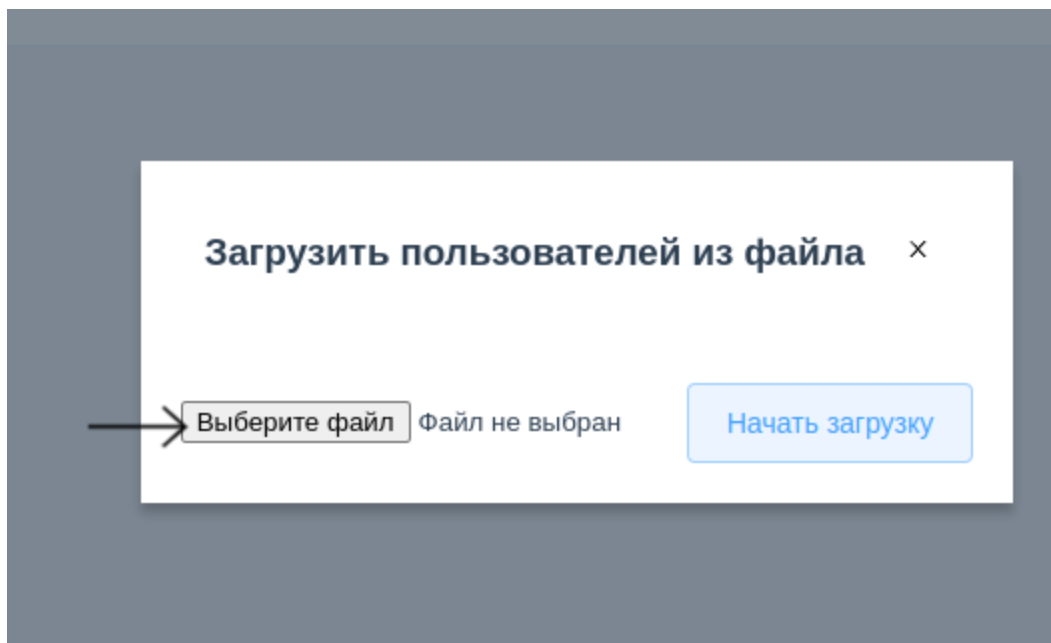 Загрузить пользователей из файла
Выберите файл Файл не выбран
Начать загрузку